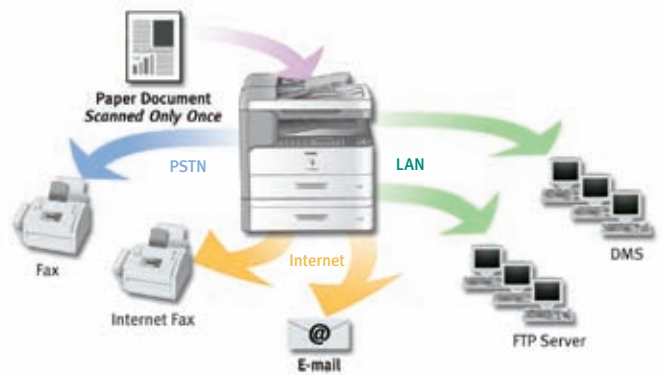 Paper Document
Scanned Only Once
PSTN
LAN
Fax
Internet
Internet Fax
@
E-mail
DMS
FTP Server